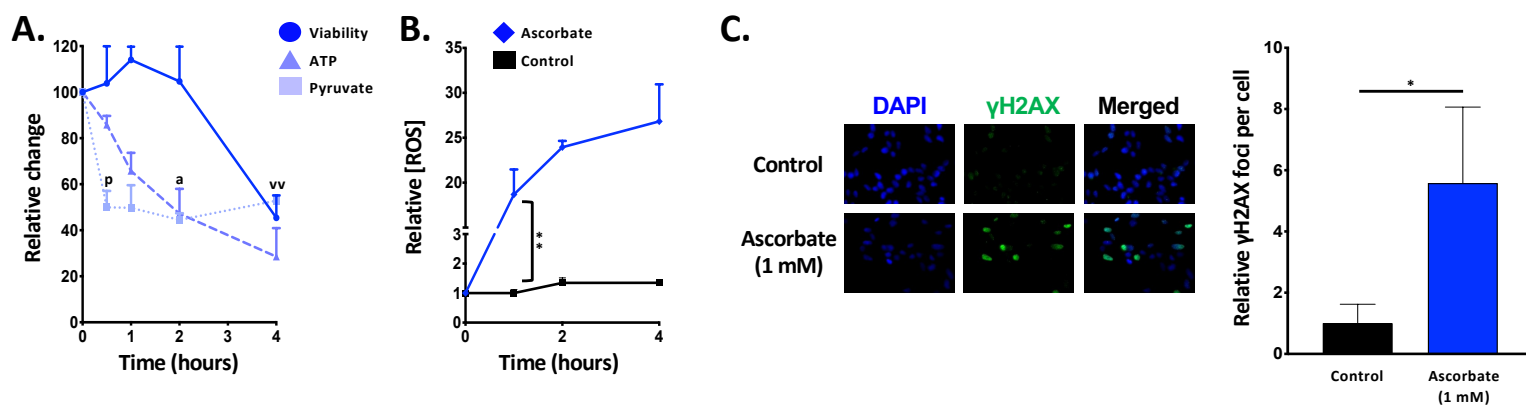 A.
Viability
ATP
Pyruvate
Relative change
120
100
80
60
40
20
0
p
a
vv
0 1 2 3 4
Time (hours)
B.
Ascorbate
Control
Relative [ROS]
35
30
25
20
3
2
1
0
**
0 2 4
Time (hours)
C.
DAPI γH2AX Merged
Control
Ascorbate
(1 mM)
Relative γH2AX foci per cell
10
8
6
4
2
0
*
Control
Ascorbate
(1 mM)